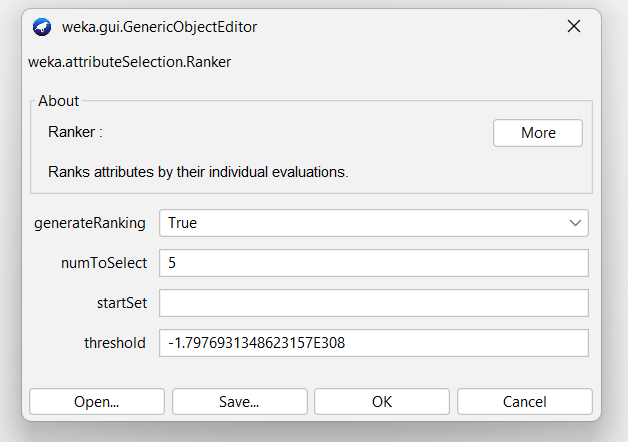 weka.gui.GenericObjectEditor
weka.attributeSelection.Ranker
About
Ranker :
More
Ranks attributes by their individual evaluations.
generateRanking True
numToSelect 5
startSet
threshold -1.7976931348623157E308
Open... Save... OK Cancel